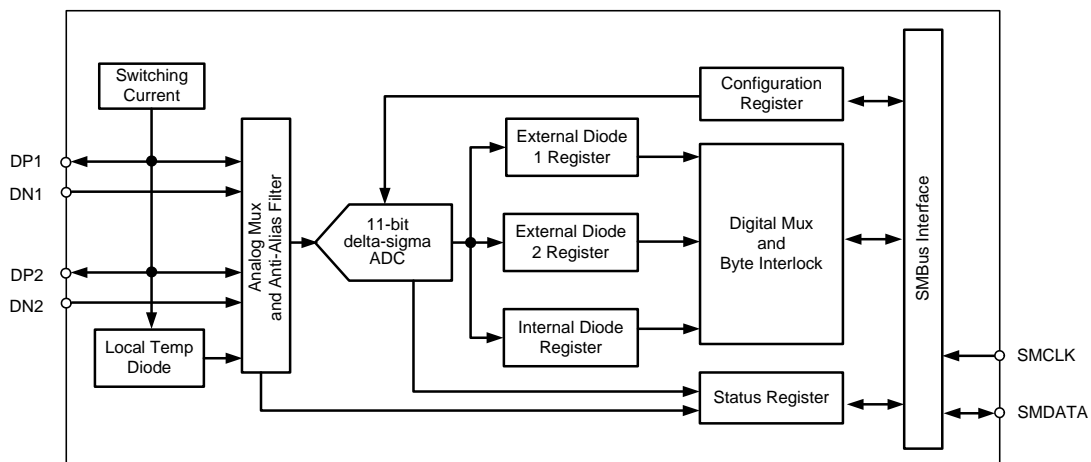 Switching
Current
DP1
DN1
DP2
DN2
Local Temp
Diode
Analog Mux
and Anti-Alias Filter
11-bit
delta-sigma
ADC
External Diode
1 Register
External Diode
2 Register
Internal Diode
Register
Configuration
Register
Digital Mux
and
Byte Interlock
Status Register
SMBus Interface
SMCLK
SMDATA